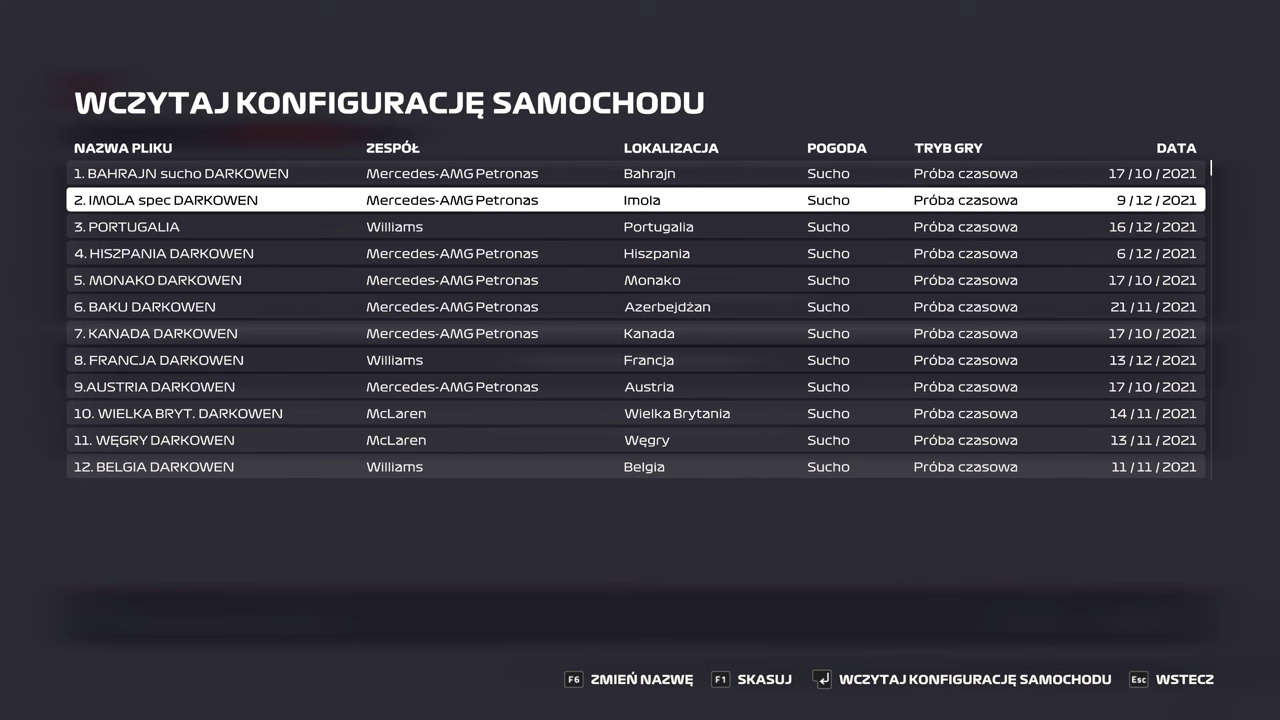 WCZYTAJ KONFIGURACJĘ SAMOCHODU
NAZWA PLIKU ZESPÓŁ LOKALIZACJA POGODA TRYB GRY DATA
1. BAHRAJN sucho DARKOWEN Mercedes-AMG Petronas Bahrajn Sucho Próba czasowa 17/10/2021
2. IMOLA spec DARKOWEN Mercedes-AMG Petronas Imola Sucho Próba czasowa 9/12/2021
3. PORTUGALIA Williams Portugalia Sucho Próba czasowa 16/12/2021
4. HISZPANIA DARKOWEN Mercedes-AMG Petronas Hiszpania Sucho Próba czasowa 6/12/2021
5. MONAKO DARKOWEN Mercedes-AMG Petronas Monako Sucho Próba czasowa 17/10/2021
6. BAKU DARKOWEN Mercedes-AMG Petronas Azerbejdżan Sucho Próba czasowa 21/11/2021
7. KANADA DARKOWEN Mercedes-AMG Petronas Kanada Sucho Próba czasowa 17/10/2021
8. FRANCJA DARKOWEN Williams Francja Sucho Próba czasowa 13/12/2021
9.AUSTRIA DARKOWEN Mercedes-AMG Petronas Austria Sucho Próba czasowa 17/10/2021
10. WIELKA BRYT. DARKOWEN McLaren Wielka Brytania Sucho Próba czasowa 14/11/2021
11. WĘGRY DARKOWEN McLaren Węgry Sucho Próba czasowa 13/11/2021
12. BELGIA DARKOWEN Williams Belgia Sucho Próba czasowa 11/11/2021
F6 ZMIEŃ NAZWĘ F1 SKASUJ WCZYTAJ KONFIGURACJĘ SAMOCHODU Esc WSTECZ